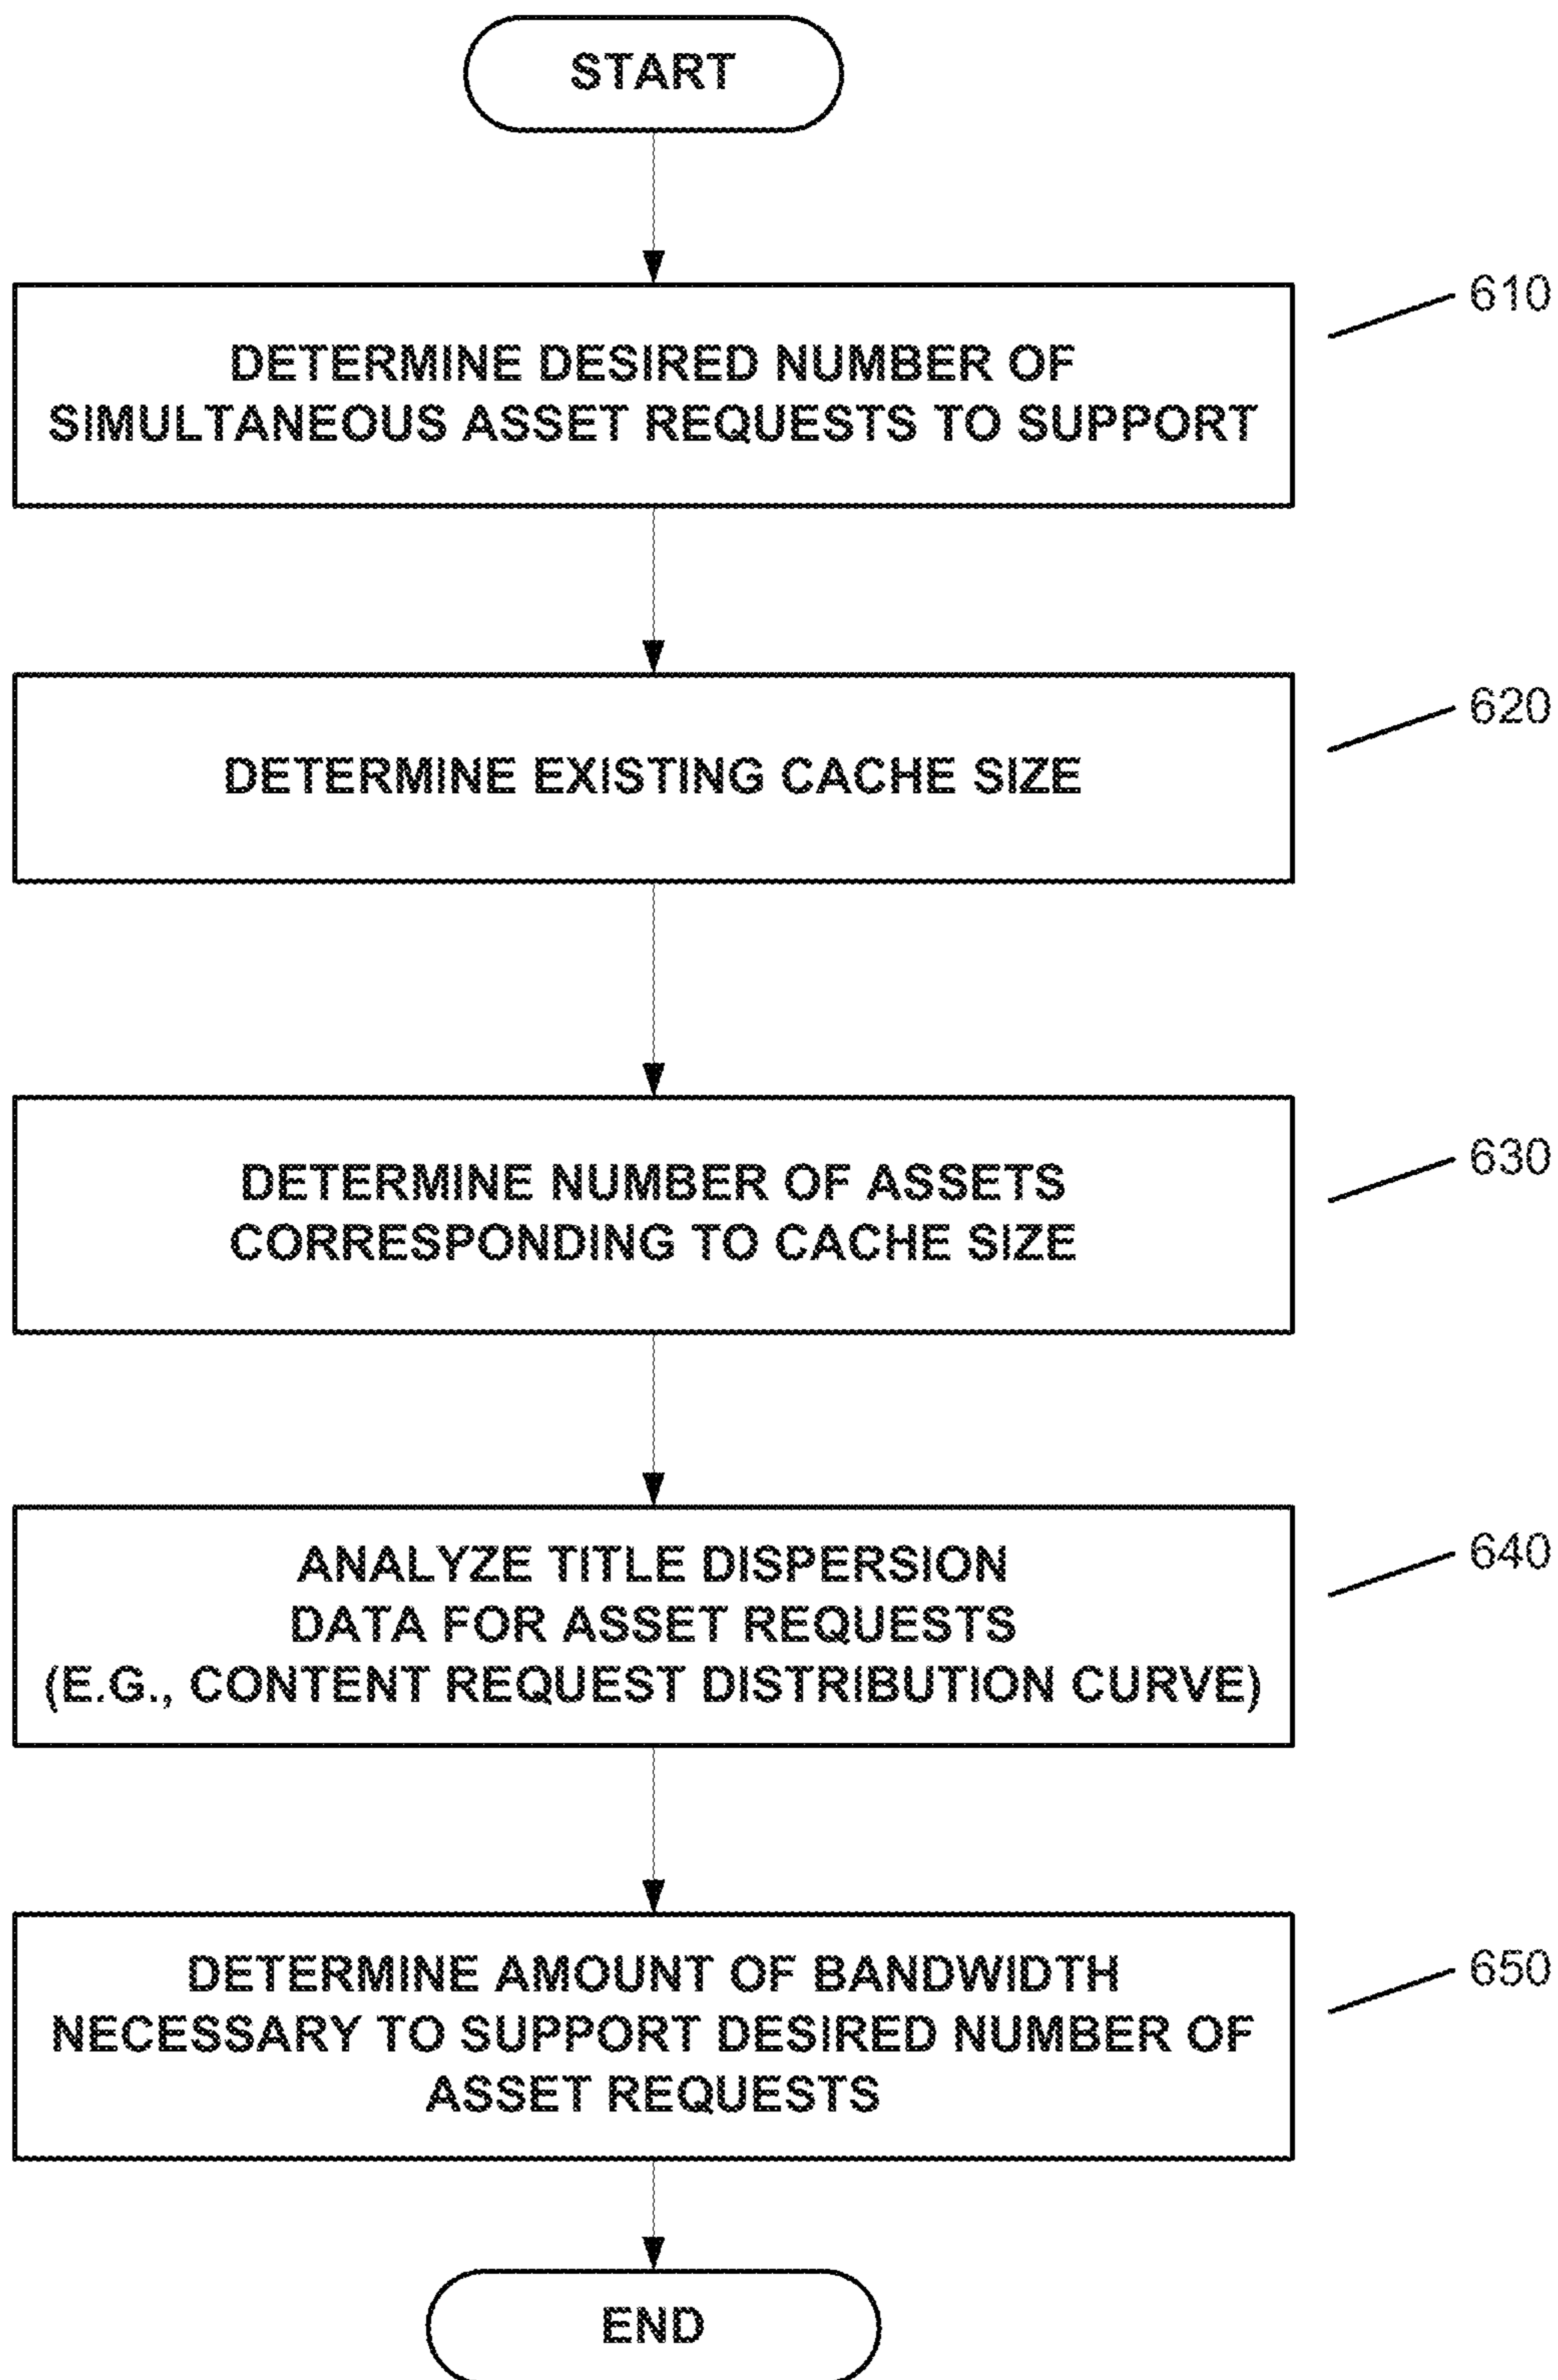 START
610
DETERMINE DESIRED NUMBER OF
SIMULTANEOUS ASSET REQUESTS TO SUPPORT
620
DETERMINE EXISTING CACHE SIZE
630
DETERMINE NUMBER OF ASSETS
CORRESPONDING TO CACHE SIZE
640
ANALYZE TITLE DISPERSION
DATA FOR ASSET REQUESTS
(E.G., CONTENT REQUEST DISTRIBUTION CURVE)
650
DETERMINE AMOUNT OF BANDWIDTH
NECESSARY TO SUPPORT DESIRED NUMBER OF
ASSET REQUESTS
END